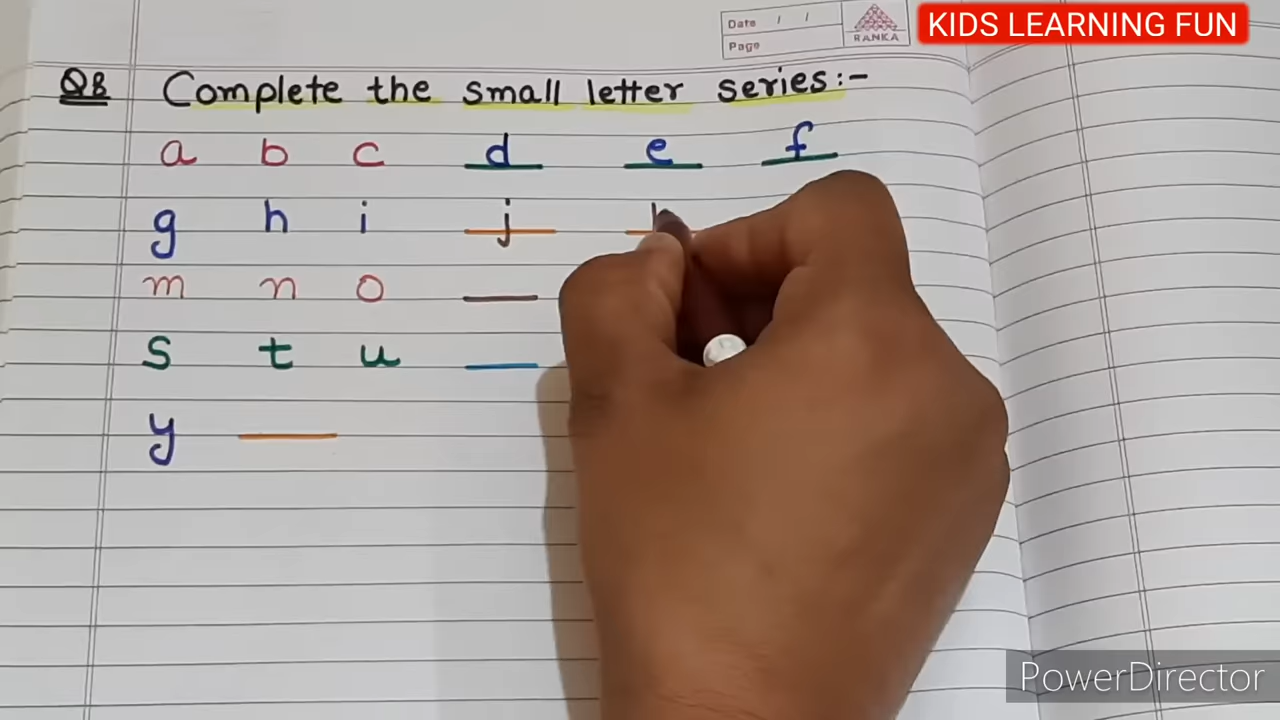 KIDS LEARNING FUN
Date / /
Page
RANKA
Q8 Complete the small letter series:-
a b c d e f
g h i j
m n o
s t u
y
PowerDirector